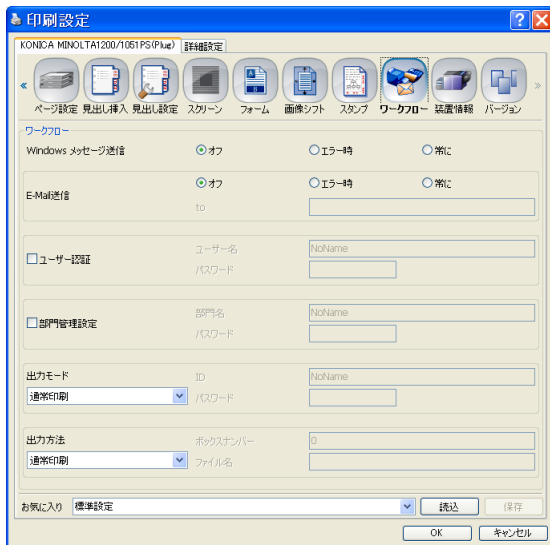 印刷設定
KONICA MINOLTA1200/1051PS(Plug) 詳細設定
« ページ設定 見出し挿入 見出し設定 スクリーン フォーム 画像シフト スタンプ ワークフロー 装置情報 バージョン »
ワークフロー
Windows メッセージ送信 オフ エラー時 常に
E-Mail送信 オフ エラー時 常に
to
ユーザー認証 ユーザー名 NoName
パスワード
部門管理設定 部門名 NoName
パスワード
出力モード ID NoName
通常印刷 パスワード
出力方法 ボックスナンバー 0
通常印刷 ファイル名
お気に入り 標準設定 読込 保存
OK キャンセル